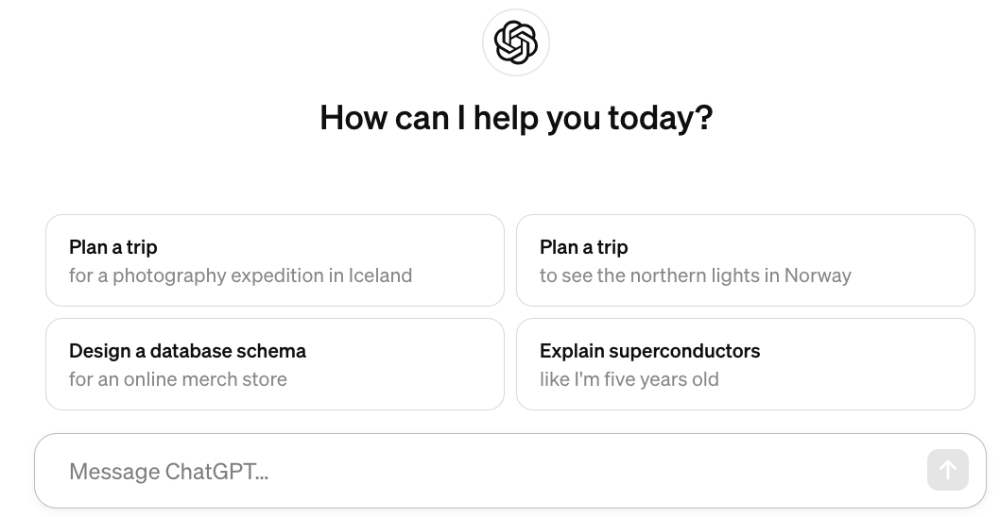 How can I help you today?
Plan a trip
for a photography expedition in Iceland
Plan a trip
to see the northern lights in Norway
Design a database schema
for an online merch store
Explain superconductors
like I'm five years old
Message ChatGPT...